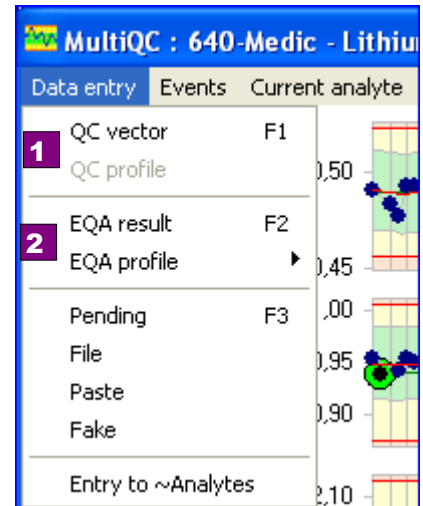 MultiQC : 640-Medic - Lithiu
Data entry Events Current analyte
1 QC vector F1
QC profile
0,50
2 EQA result F2
EQA profile
0,45
Pending F3
,00
File
0,95
Paste
Fake
0,90
Entry to ~Analytes
2,10